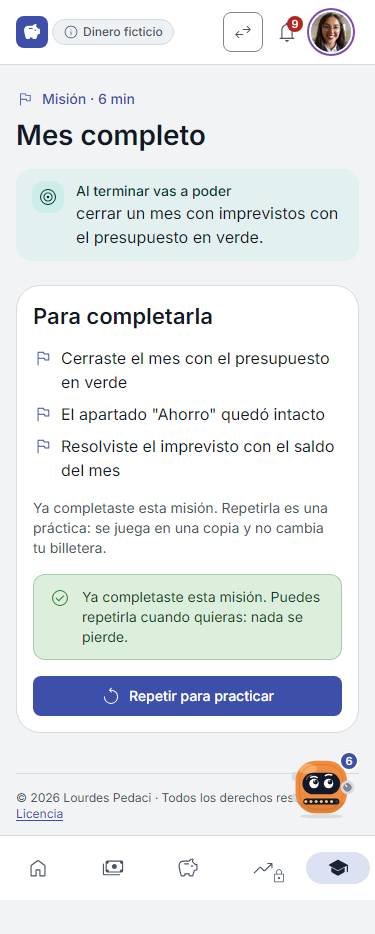 Dinero ficticio
9
Misión · 6 min
Mes completo
Al terminar vas a poder
cerrar un mes con imprevistos con
el presupuesto en verde.
Para completarla
Cerraste el mes con el presupuesto
en verde
El apartado "Ahorro" quedó intacto
Resolviste el imprevisto con el saldo
del mes
Ya completaste esta misión. Repetirla es una
práctica: se juega en una copia y no cambia
tu billetera.
Ya completaste esta misión. Puedes
repetirla cuando quieras: nada se
pierde.
Repetir para practicar
6
© 2026 Lourdes Pedaci · Todos los derechos
Licencia